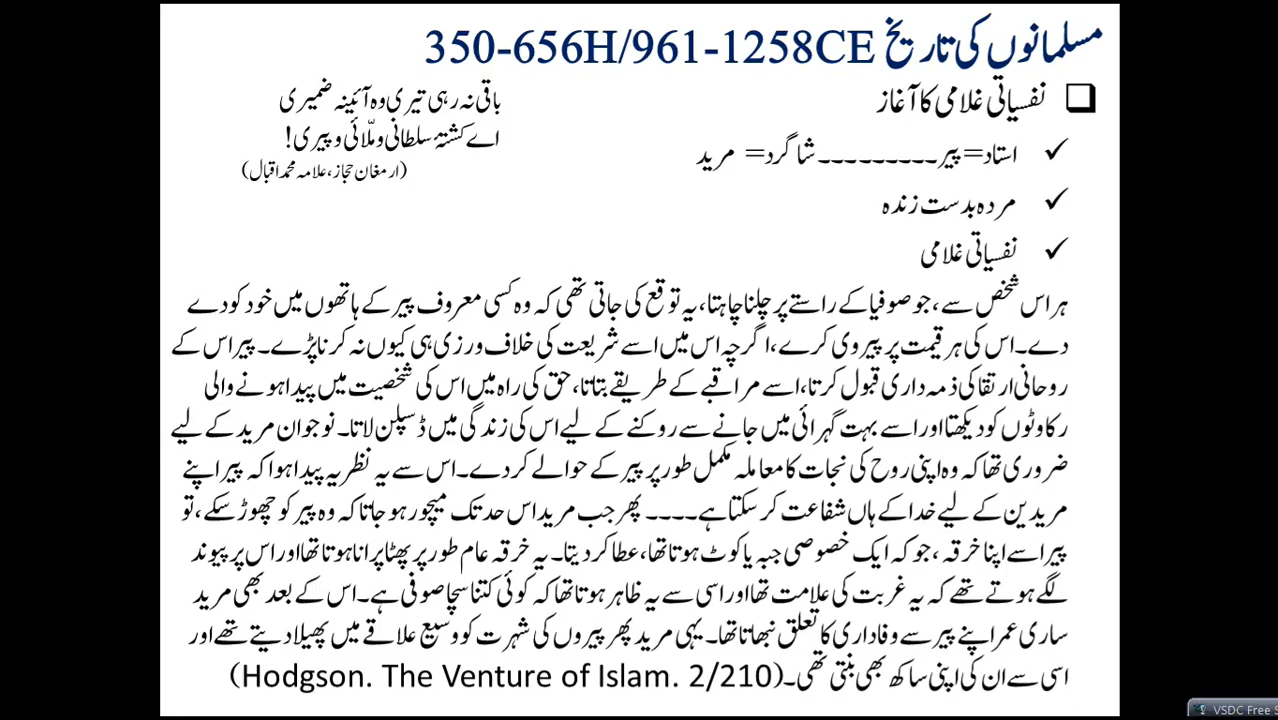 مسلمانوں کی تاریخ 350-656H/961-1258CE
نفسیاتی غلامی کا آغاز
باقی نہ رہی تیری وہ آئینہ ضمیری
اے کشتۂ سلطانی و ملّائی و پیری!
(ارمغان حجاز، علامہ محمد اقبال)
استاد= پیر---------شاگرد= مرید
مردہ بدست زندہ
نفسیاتی غلامی
ہر اس شخص سے، جو صوفیا کے راستے پر چلنا چاہتا، یہ توقع کی جاتی تھی کہ وہ کسی معروف پیر کے ہاتھوں میں خود کو دے
دے۔ اس کی ہر قیمت پر پیروی کرے، اگرچہ اس میں اسے شریعت کی خلاف ورزی ہی کیوں نہ کرنا پڑے۔ پیر اس کے
روحانی ارتقا کی ذمہ داری قبول کرتا، اسے مراقبے کے طریقے بتاتا، حق کی راہ میں اس کی شخصیت میں پیدا ہونے والی
رکاوٹوں کو دیکھتا اور اسے بہت گہرائی میں جانے سے روکنے کے لیے اس کی زندگی میں ڈسپلن لاتا۔ نوجوان مرید کے لیے
ضروری تھا کہ وہ اپنی روح کی نجات کا معاملہ مکمل طور پر پیر کے حوالے کر دے۔ اس سے یہ نظریہ پیدا ہوا کہ پیر اپنے
مریدین کے لیے خدا کے ہاں شفاعت کر سکتا ہے۔۔۔۔ پھر جب مرید اس حد تک میچور ہو جاتا کہ وہ پیر کو چھوڑ سکے، تو
پیر اسے اپنا خرقہ، جو کہ ایک خصوصی جبہ یا کوٹ ہوتا تھا، عطا کر دیتا۔ یہ خرقہ عام طور پر پھٹا پرانا ہوتا تھا اور اس پر پیوند
لگے ہوتے تھے کہ یہ غربت کی علامت تھا اور اسی سے یہ ظاہر ہوتا تھا کہ کوئی کتنا سچا صوفی ہے۔ اس کے بعد بھی مرید
ساری عمر اپنے پیر سے وفاداری کا تعلق نبھاتا تھا۔ یہی مرید پھر پیروں کی شہرت کو وسیع علاقے میں پھیلا دیتے تھے اور
اسی سے ان کی اپنی ساکھ بھی بنتی تھی۔ (Hodgson. The Venture of Islam. 2/210)
VSDC Free S